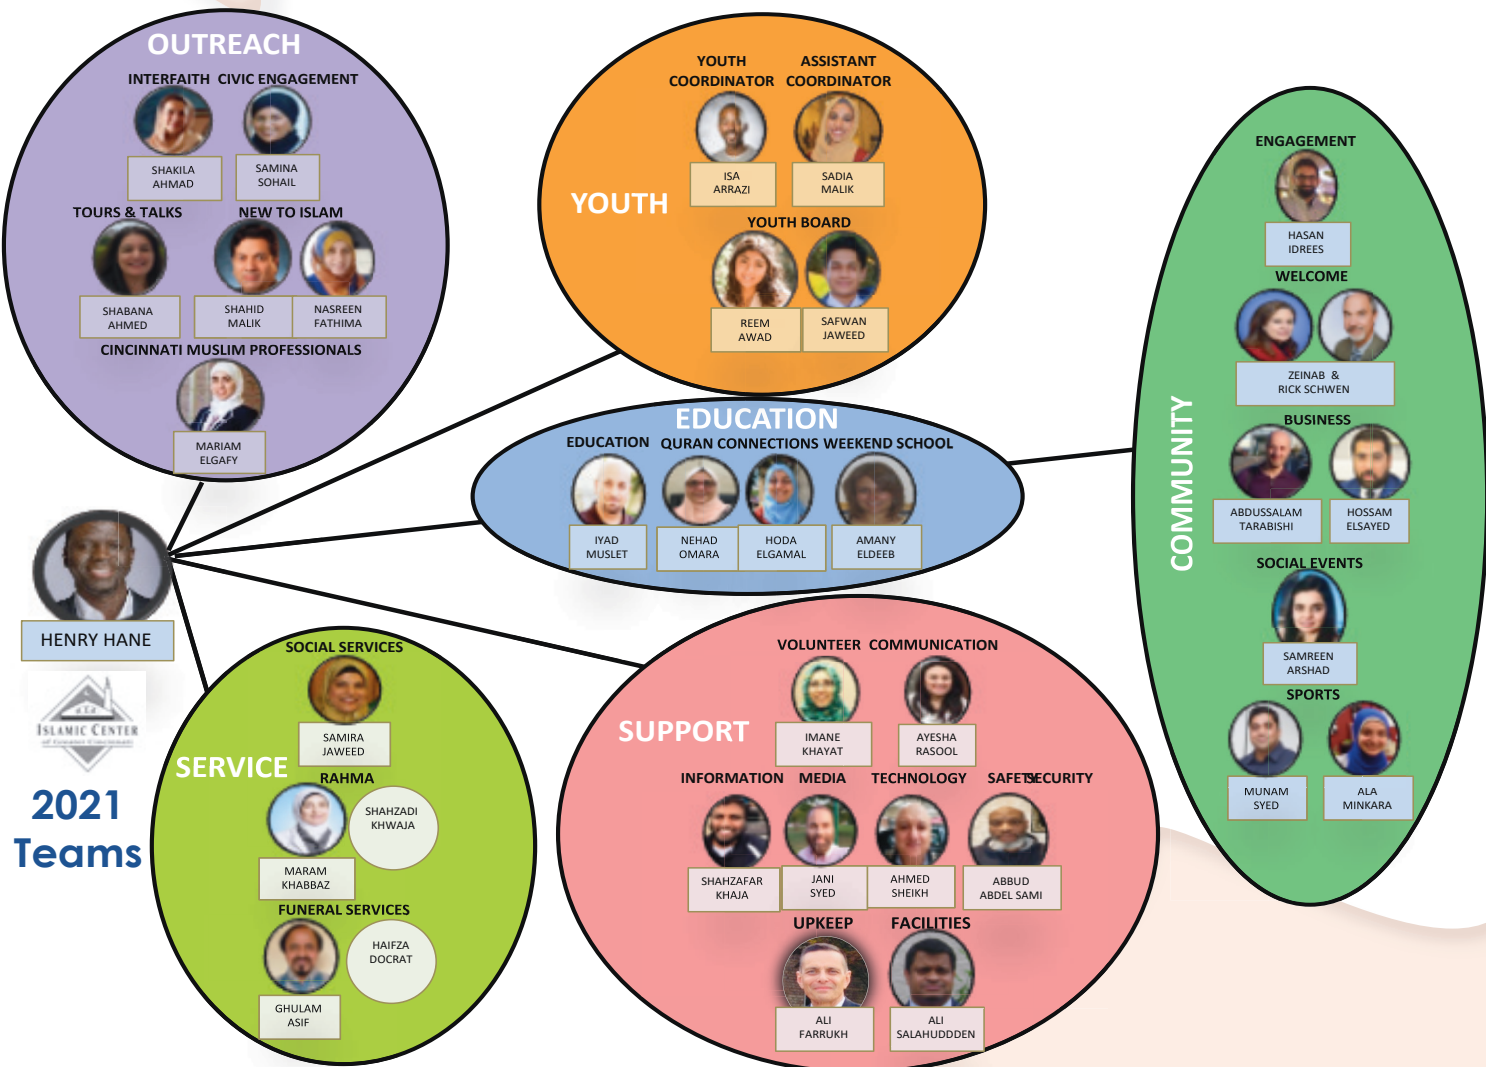 OUTREACH
INTERFAITH CIVIC ENGAGEMENT
SHAKILA
AHMAD
SAMINA
SOHAIL
TOURS & TALKS
NEW TO ISLAM
SHABANA
AHMED
SHAHID
MALIK
NASREEN
FATHIMA
CINCINNATI MUSLIM PROFESSIONALS
MARIAM
ELGAFY
YOUTH
YOUTH
COORDINATOR
ASSISTANT
COORDINATOR
ISA
ARRAZI
SADIA
MALIK
YOUTH BOARD
REEM
AWAD
SAFWAN
JAWEED
EDUCATION
EDUCATION QURAN CONNECTIONS WEEKEND SCHOOL
IYAD
MUSLET
NEHAD
OMARA
HODA
ELGAMAL
AMANY
ELDEEB
COMMUNITY
ENGAGEMENT
HASAN
IDREES
WELCOME
ZEINAB &
RICK SCHWEN
BUSINESS
ABDUSSALAM
TARABISHI
HOSSAM
ELSAYED
SOCIAL EVENTS
SAMREEN
ARSHAD
SPORTS
MUNAM
SYED
ALA
MINKARA
HENRY HANE
ISLAMIC CENTER
of Greater Cincinnati
2021
Teams
SERVICE
SOCIAL SERVICES
SAMIRA
JAWEED
RAHMA
SHAHZADI
KHWAJA
MARAM
KHABBAZ
FUNERAL SERVICES
HAIFZA
DOCRAT
GHULAM
ASIF
SUPPORT
VOLUNTEER COMMUNICATION
IMANE
KHAYAT
AYESHA
RASOOL
INFORMATION MEDIA TECHNOLOGY SAFETY SECURITY
SHAHZAFAR
KHAJA
JANI
SYED
AHMED
SHEIKH
ABBUD
ABDEL SAMI
UPKEEP
FACILITIES
ALI
FARRUKH
ALI
SALAHUDDDEN